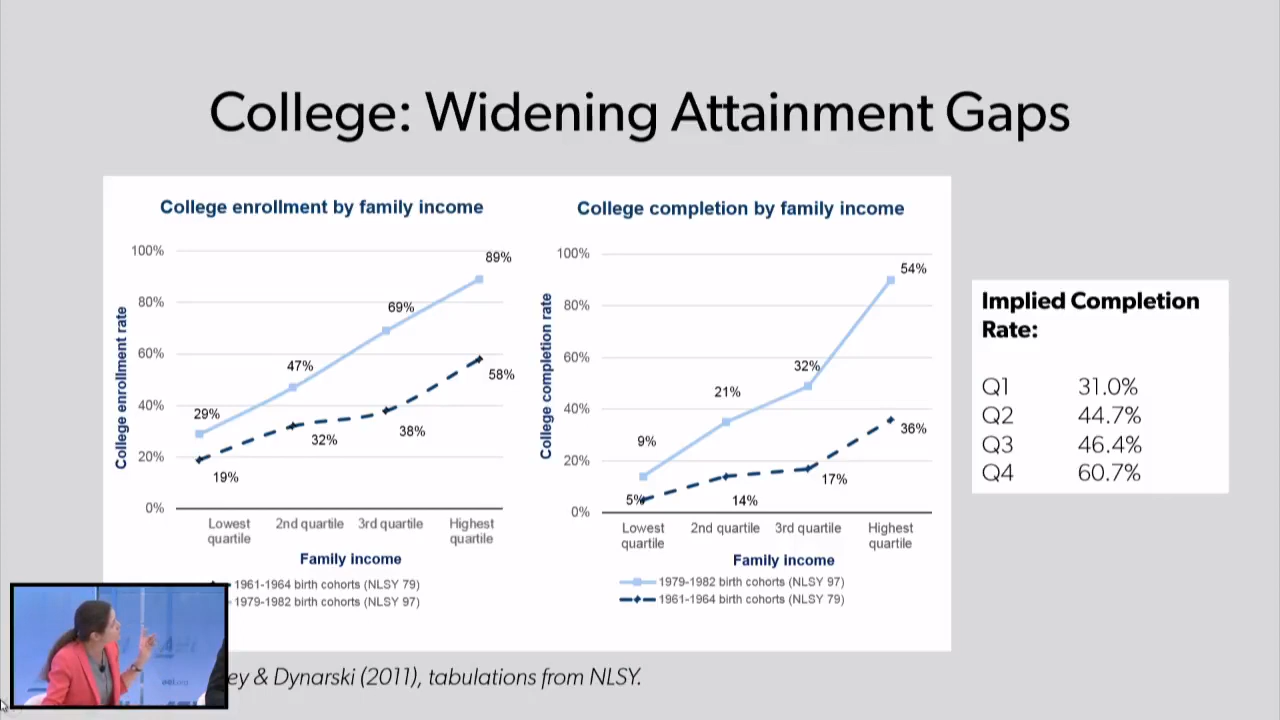 College: Widening Attainment Gaps
College enrollment by family income
College enrollment rate
100%
80%
60%
40%
20%
0%
89%
69%
47%
29%
58%
38%
32%
19%
Lowest quartile
2nd quartile
3rd quartile
Highest quartile
Family income
1961-1964 birth cohorts (NLSY 79)
1979-1982 birth cohorts (NLSY 97)
College completion by family income
College completion rate
100%
80%
60%
40%
20%
0%
54%
32%
21%
9%
36%
17%
14%
5%
Lowest quartile
2nd quartile
3rd quartile
Highest quartile
Family income
1979-1982 birth cohorts (NLSY 97)
1961-1964 birth cohorts (NLSY 79)
Implied Completion
Rate:
Q1 31.0%
Q2 44.7%
Q3 46.4%
Q4 60.7%
ey & Dynarski (2011), tabulations from NLSY.